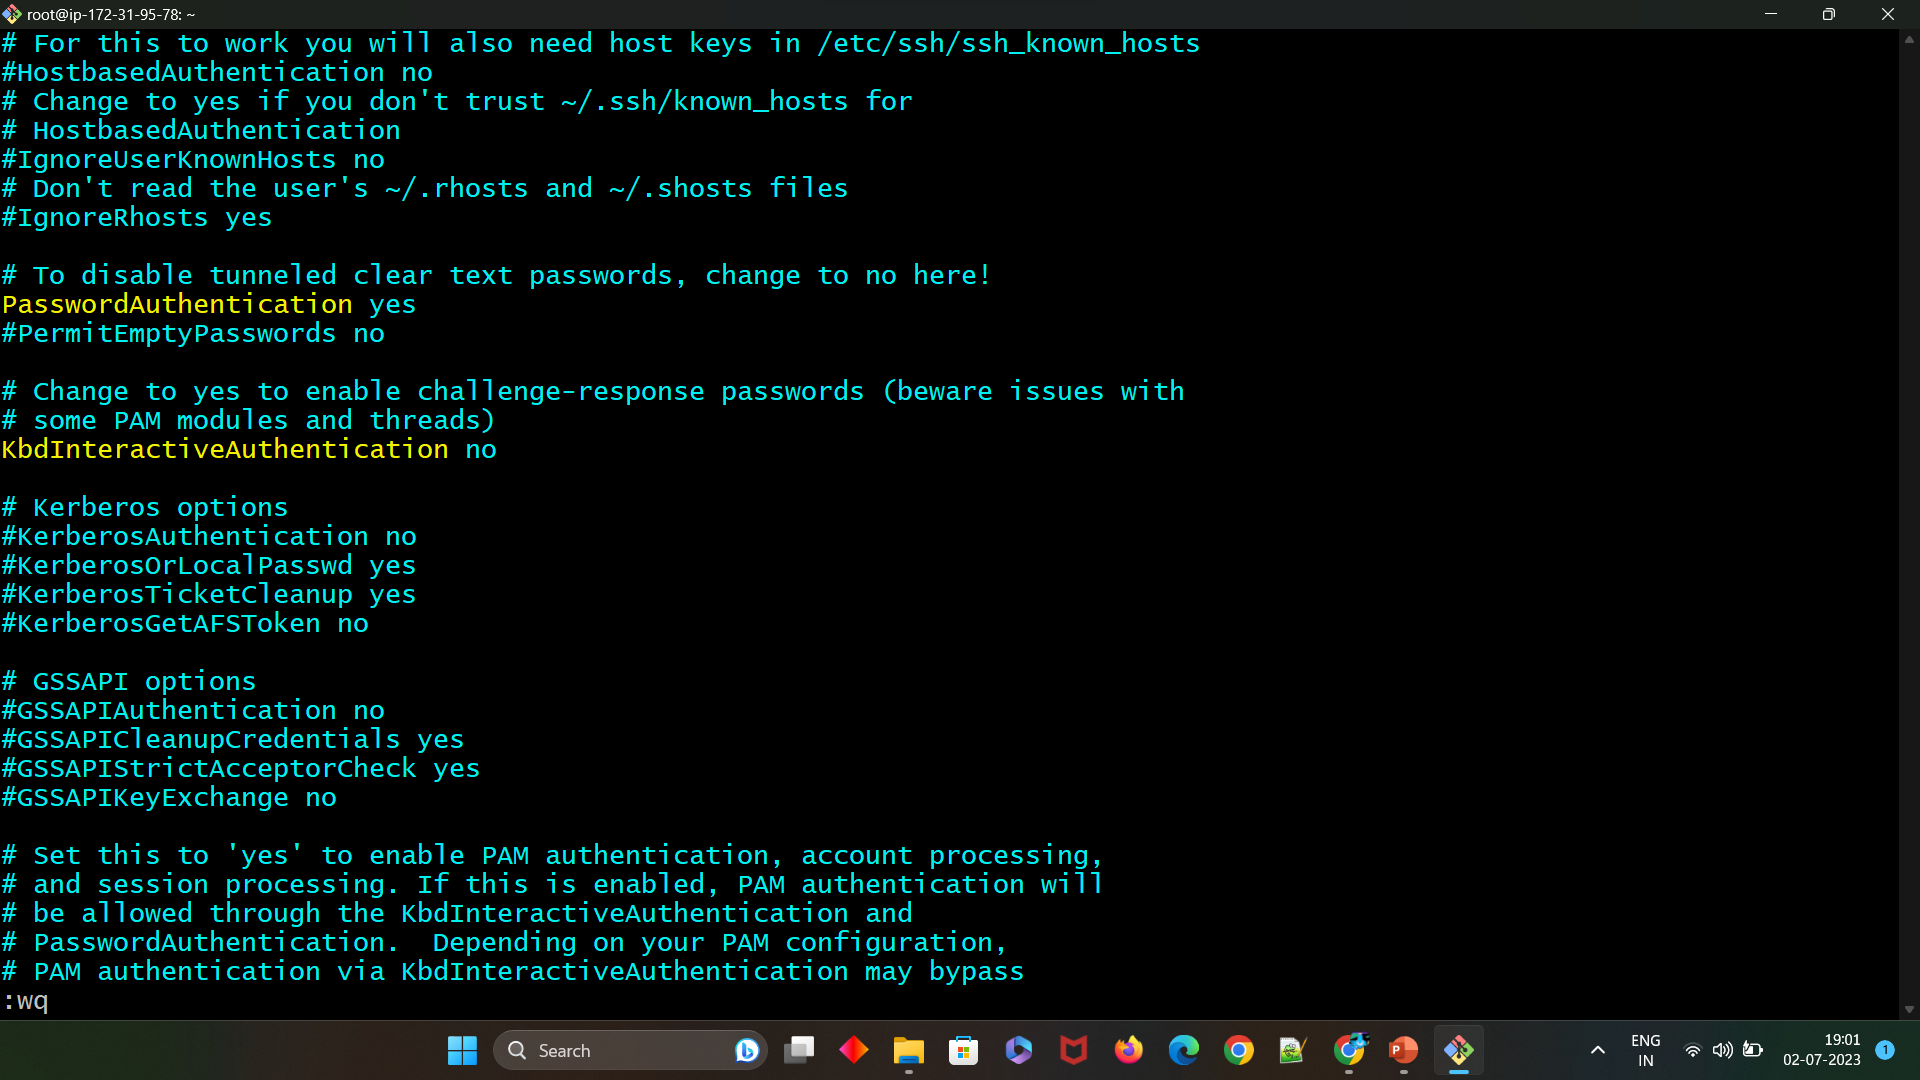 root@ip-172-31-95-78: ~
# For this to work you will also need host keys in /etc/ssh/ssh_known_hosts
#HostbasedAuthentication no
# Change to yes if you don't trust ~/.ssh/known_hosts for
# HostbasedAuthentication
#IgnoreUserKnownHosts no
# Don't read the user's ~/.rhosts and ~/.shosts files
#IgnoreRhosts yes
# To disable tunneled clear text passwords, change to no here!
PasswordAuthentication yes
#PermitEmptyPasswords no
# Change to yes to enable challenge-response passwords (beware issues with
# some PAM modules and threads)
KbdInteractiveAuthentication no
# Kerberos options
#KerberosAuthentication no
#KerberosOrLocalPasswd yes
#KerberosTicketCleanup yes
#KerberosGetAFSToken no
# GSSAPI options
#GSSAPIAuthentication no
#GSSAPICleanupCredentials yes
#GSSAPIStrictAcceptorCheck yes
#GSSAPIKeyExchange no
# Set this to 'yes' to enable PAM authentication, account processing,
# and session processing. If this is enabled, PAM authentication will
# be allowed through the KbdInteractiveAuthentication and
# PasswordAuthentication.  Depending on your PAM configuration,
# PAM authentication via KbdInteractiveAuthentication may bypass
:wq
Search
ENG
IN
19:01
02-07-2023
1